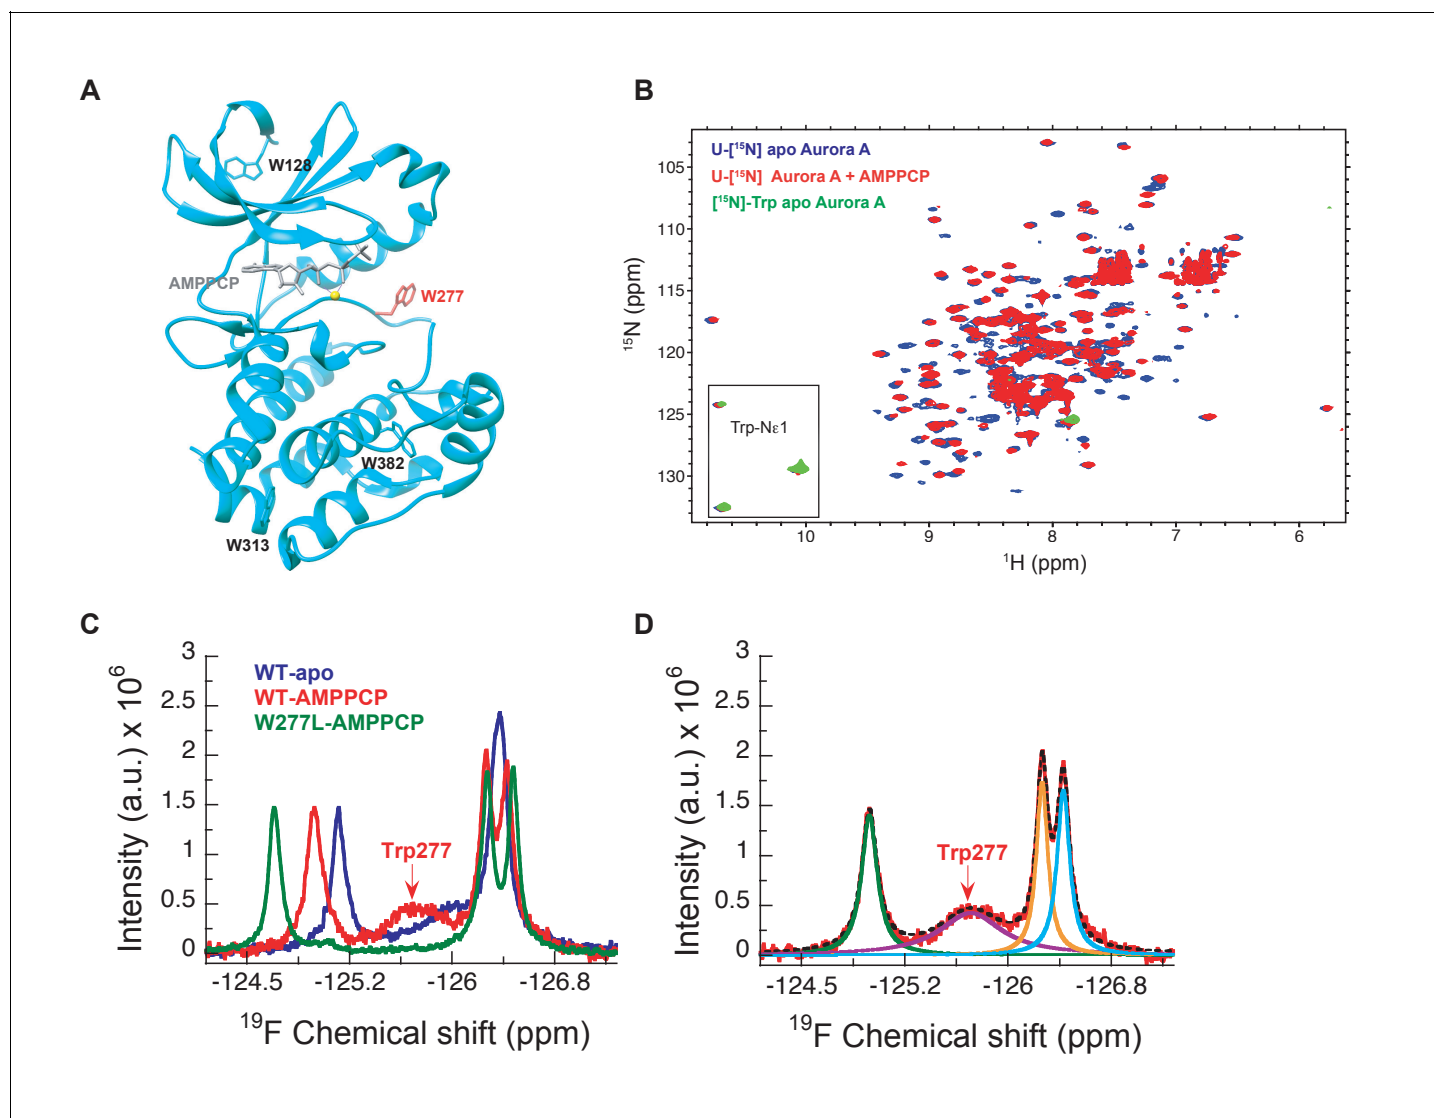 A
W128
AMPPCP
W277
W382
W313
B
U-[¹⁵N] apo Aurora A
U-[¹⁵N] Aurora A + AMPPCP
[¹⁵N]-Trp apo Aurora A
105
110
115
120
125
130
¹⁵N (ppm)
Trp-Nε1
10 9 8 7 6
¹H (ppm)
C
WT-apo
WT-AMPPCP
W277L-AMPPCP
Trp277
3
2.5
2
1.5
1
0.5
0
Intensity (a.u.) x 10⁶
-124.5 -125.2 -126 -126.8
¹⁹F Chemical shift (ppm)
D
Trp277
3
2.5
2
1.5
1
0.5
0
Intensity (a.u.) x 10⁶
-124.5 -125.2 -126 -126.8
¹⁹F Chemical shift (ppm)